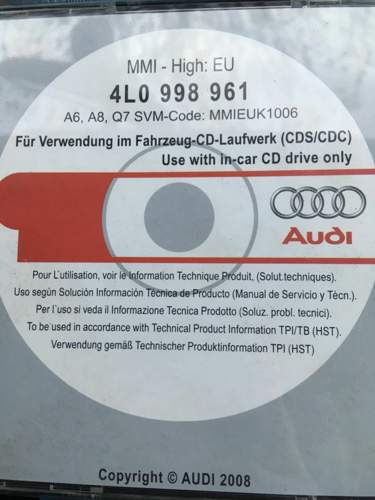 MMI - High: EU
4L0 998 961
A6, A8, Q7 SVM-Code: MMIEUK1006
Für Verwendung im Fahrzeug-CD-Laufwerk (CDS/CDC)
Use with in-car CD drive only
Audi
Pour L'utilisation, voir le Information Technique Produit, (Solut.techniques).
Uso según Solución Información Técnica de Producto (Manual de Servicio y Técn.).
Per l'uso si veda il Informazione Tecnica Prodotto (Soluz. probl. tecnici).
To be used in accordance with Technical Product Information TPI/TB (HST).
Verwendung gemäß Technischer Produktinformation TPI (HST)
Copyright © AUDI 2008